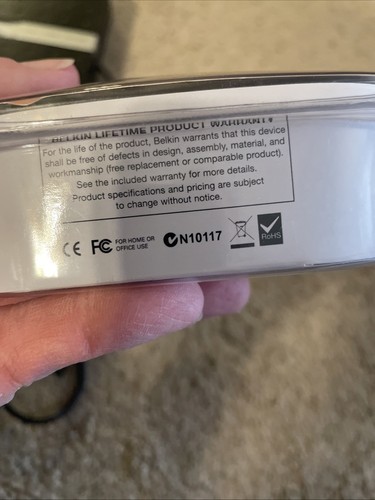 BELKIN LIFETIME PRODUCT WARRANTY
For the life of the product, Belkin warrants that this device
shall be free of defects in design, assembly, material, and
workmanship (free replacement or comparable product).
See the included warranty for more details.
Product specifications and pricing are subject
to change without notice.
CE FC FOR HOME OR
OFFICE USE
N10117
RoHS